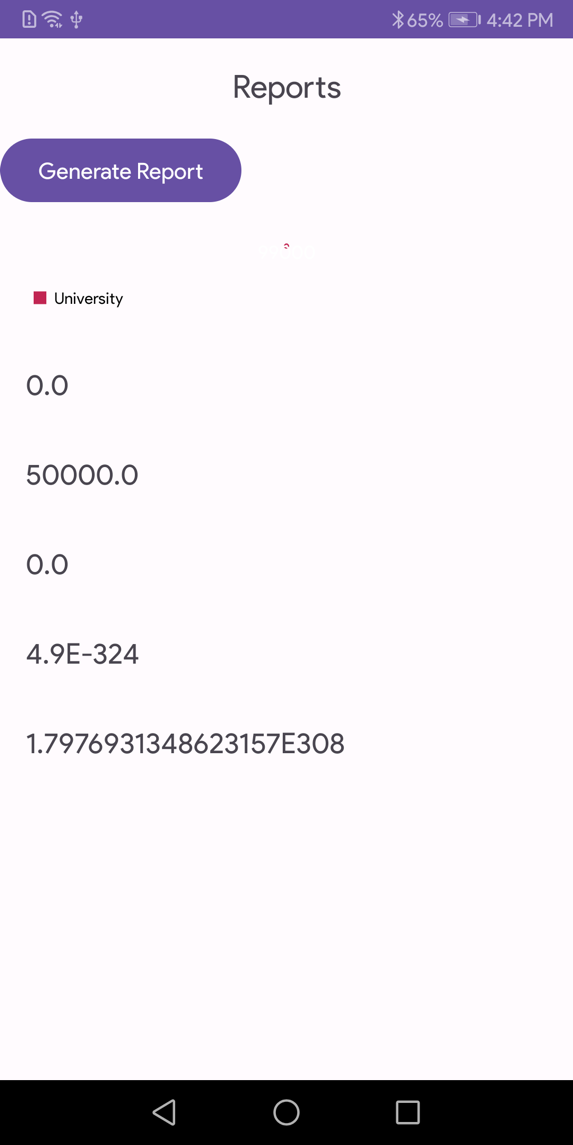 65% 4:42 PM
Reports
Generate Report
University
0.0
50000.0
0.0
4.9E-324
1.7976931348623157E308